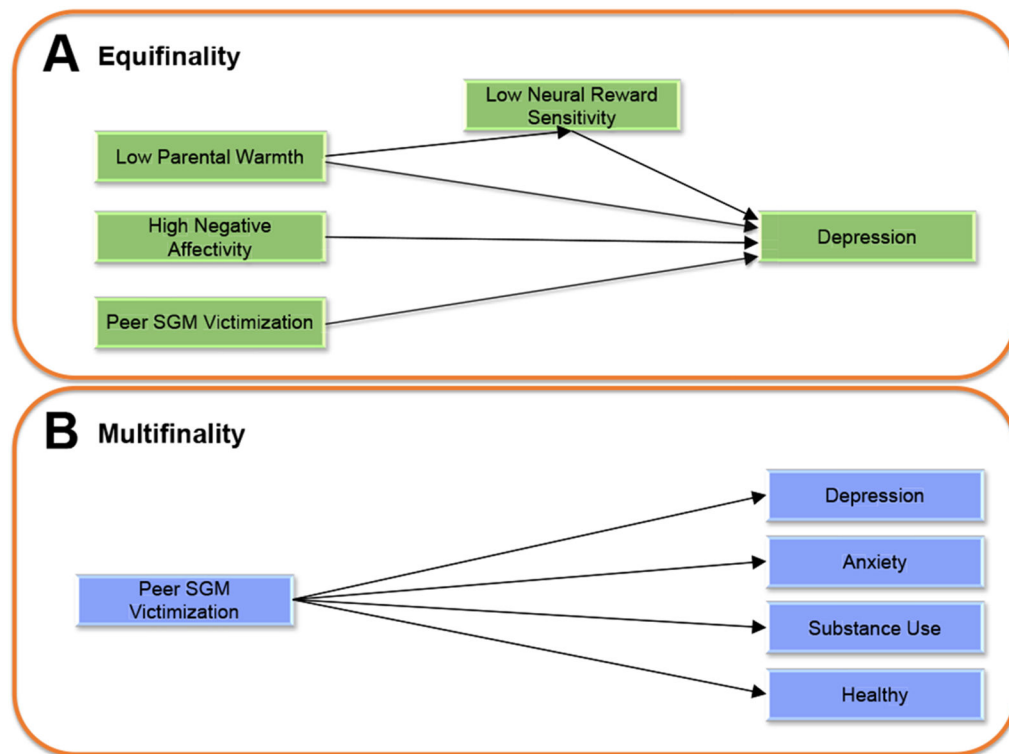 A Equifinality
Low Neural Reward
Sensitivity
Low Parental Warmth
High Negative
Affectivity
Depression
Peer SGM Victimization
B Multifinality
Depression
Anxiety
Peer SGM
Victimization
Substance Use
Healthy